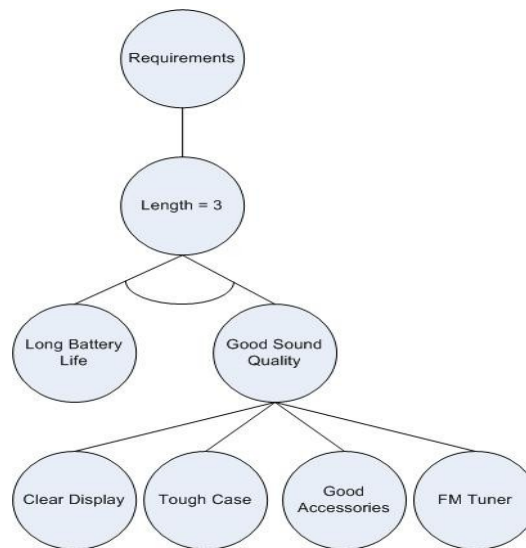 Requirements
Length = 3
Long Battery
Life
Good Sound
Quality
Clear Display
Tough Case
Good
Accessories
FM Tuner